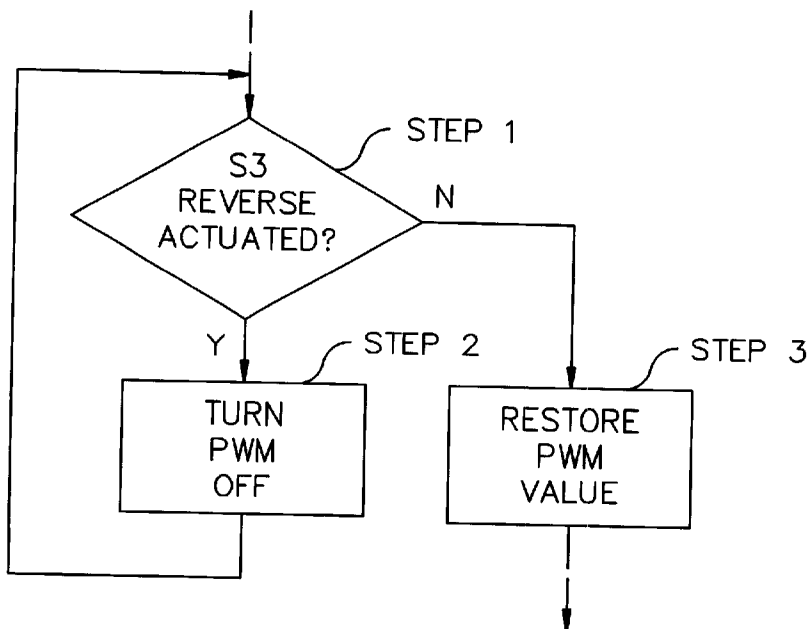 STEP 1
S3
REVERSE
ACTUATED?
N
Y
STEP 2
TURN
PWM
OFF
STEP 3
RESTORE
PWM
VALUE